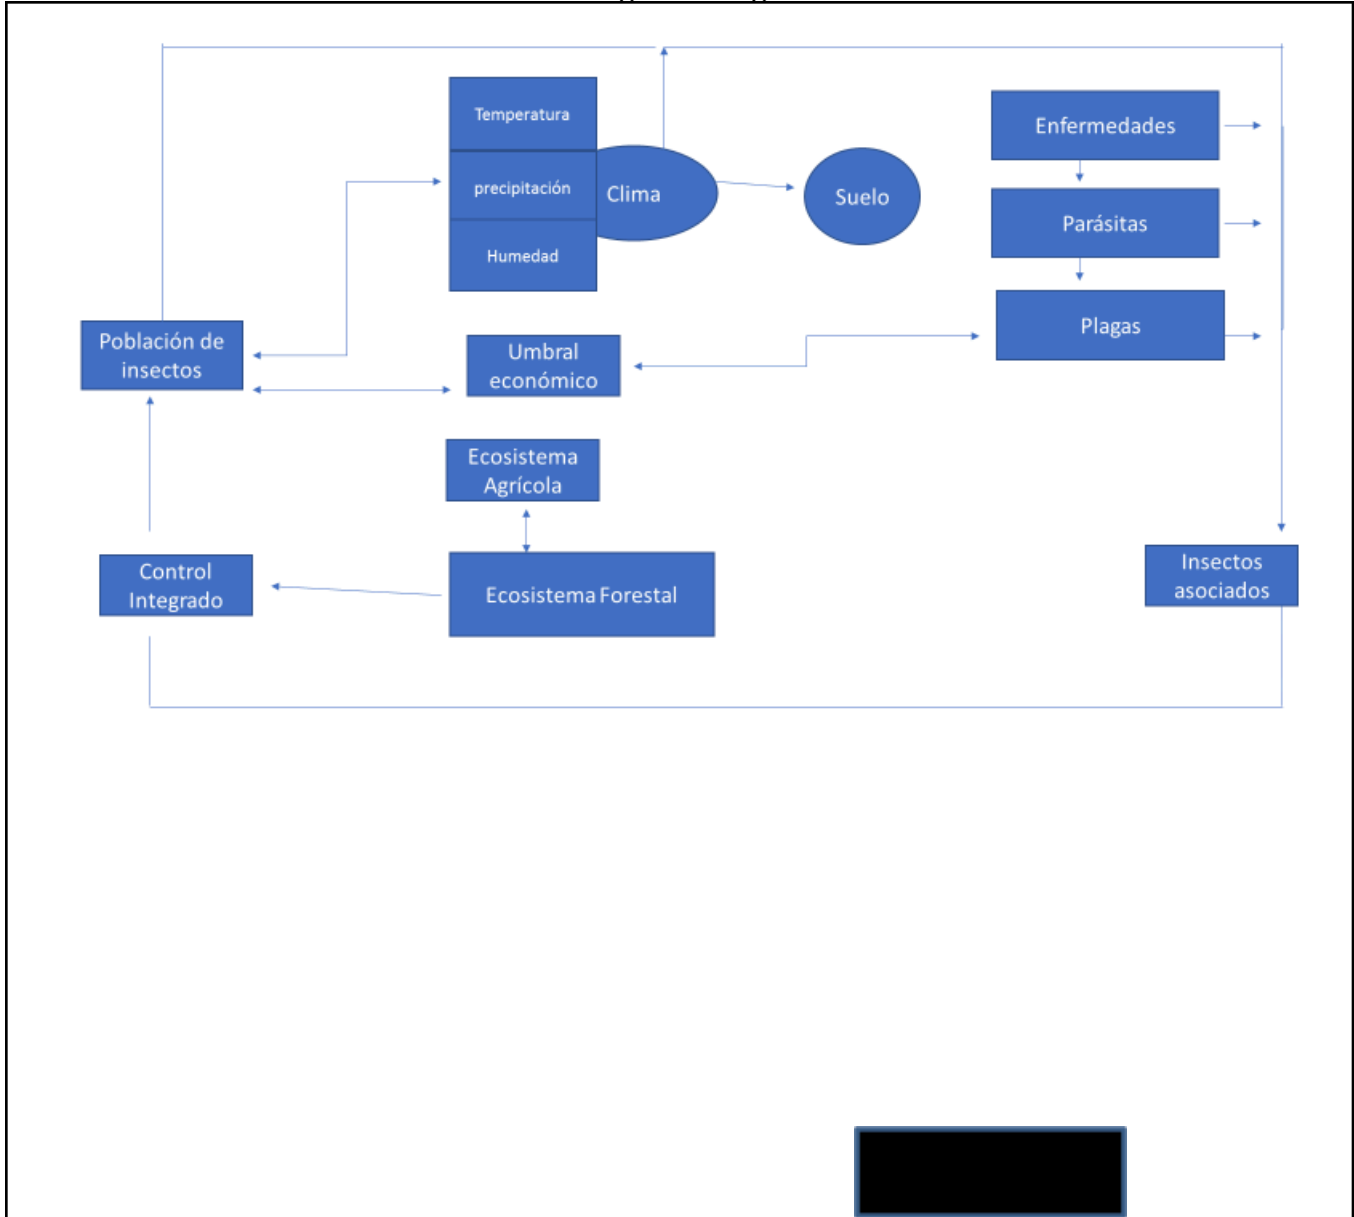 Temperatura
precipitación
Humedad
Clima
Suelo
Enfermedades
Parásitas
Plagas
Población de
insectos
Umbral
económico
Ecosistema
Agrícola
Ecosistema Forestal
Control
Integrado
Insectos
asociados